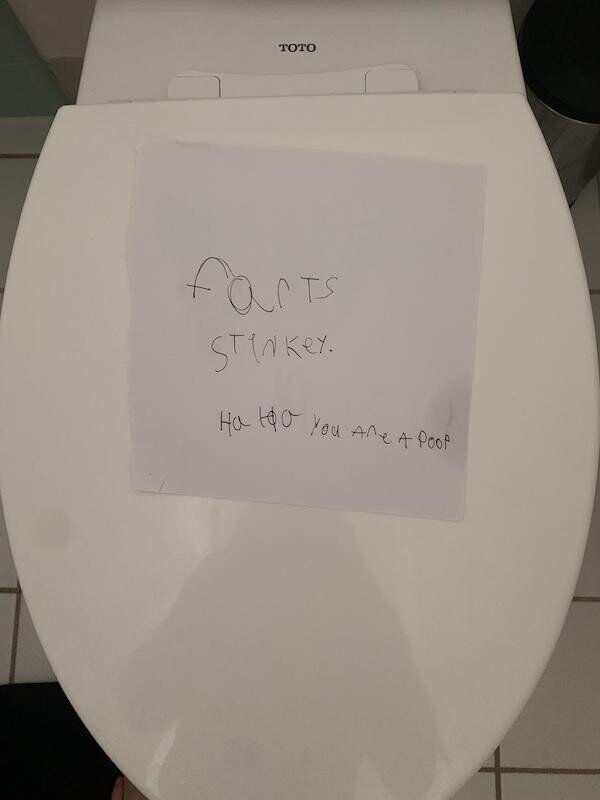 TOTO
farts
STinkey.
Ha Ha You Are A Poop